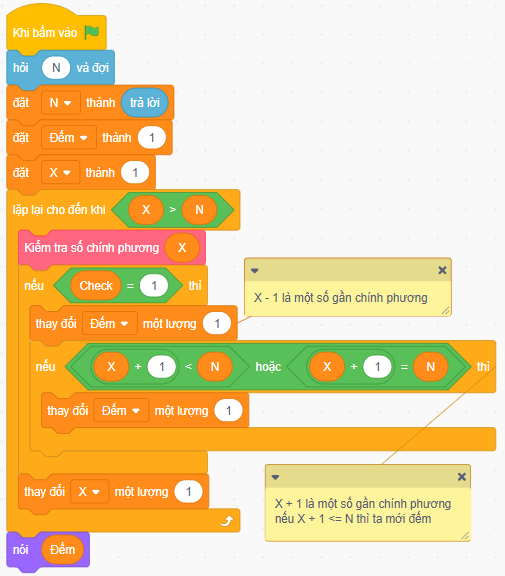 Khi bấm vào
hỏi N và đợi
đặt N thành trả lời
đặt Đếm thành 1
đặt X thành 1
lặp lại cho đến khi X > N
Kiểm tra số chính phương X
nếu Check = 1 thì
X - 1 là một số gần chính phương
thay đổi Đếm một lượng 1
nếu X + 1 < N hoặc X + 1 = N thì
thay đổi Đếm một lượng 1
X + 1 là một số gần chính phương
nếu X + 1 <= N thì ta mới đếm
thay đổi X một lượng 1
nói Đếm